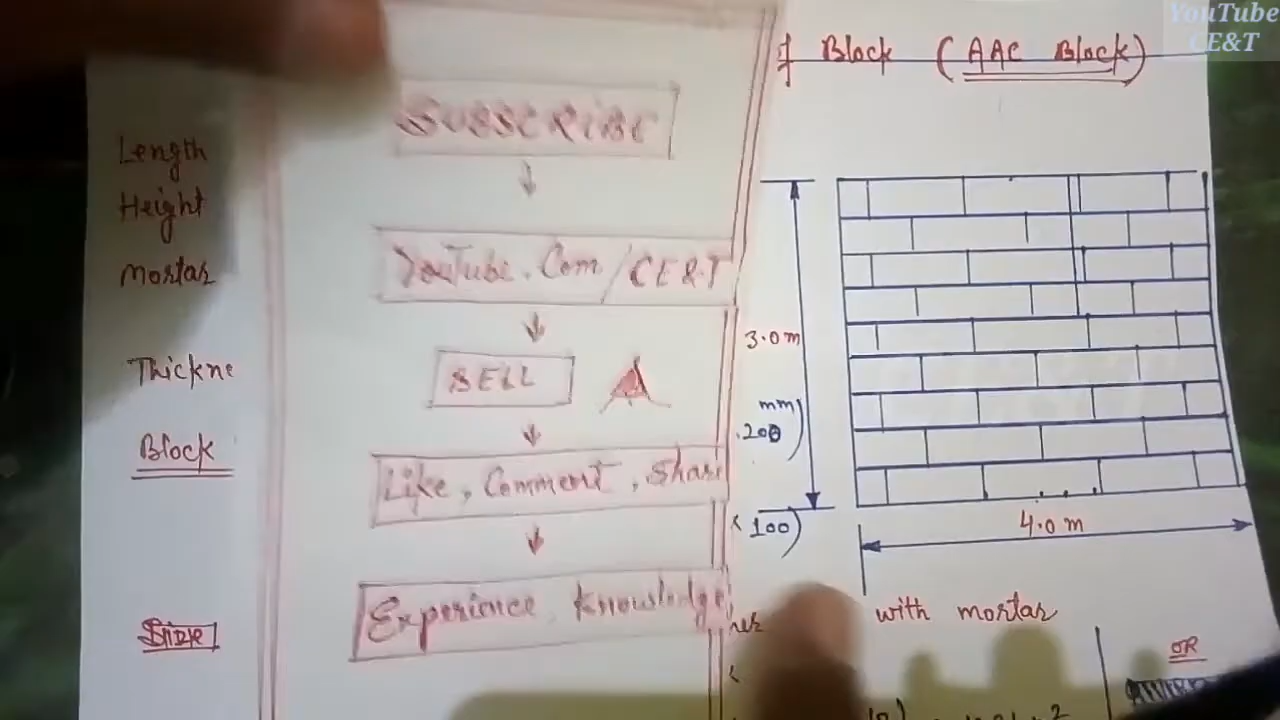 YouTube
CE&T
f Block (AAC Block)
Length
Height
Mortar
Thickne
Block
SUBSCRIBE
YouTube.Com/CE&T
BELL
Like, Comment, Share
Experience, Knowledge
3.0 m
mm)
.200
× 100)
4.0 m
with mortar
OR